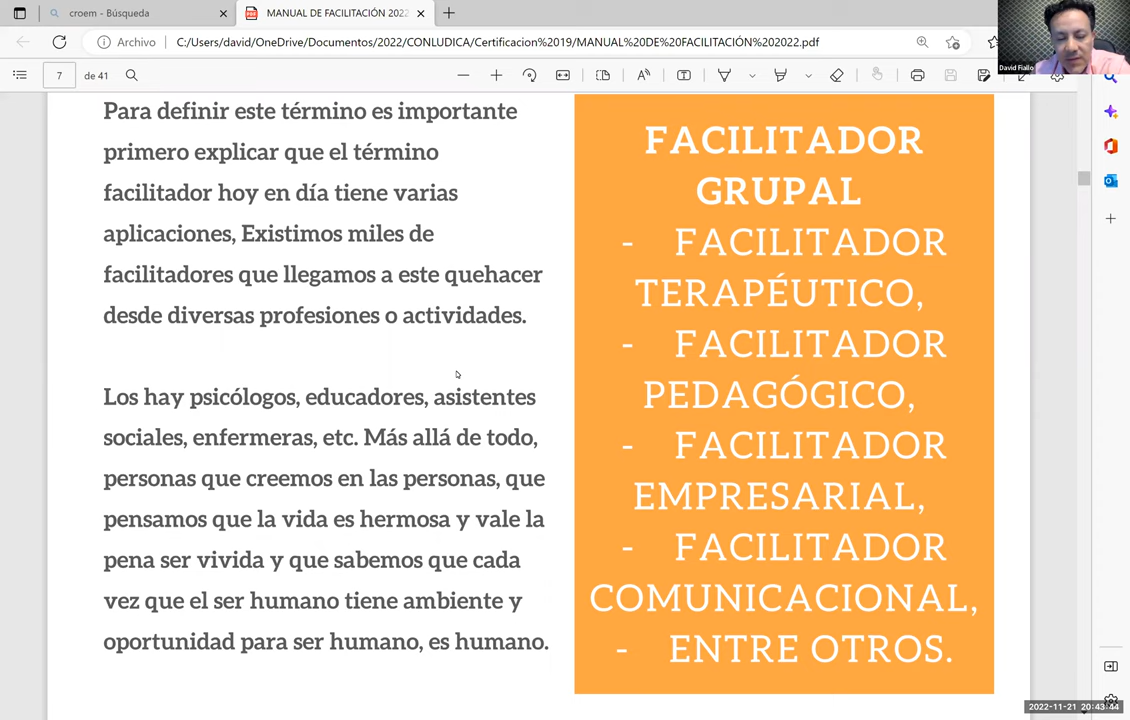 croem - Búsqueda
MANUAL DE FACILITACIÓN 2022
Archivo
C:/Users/david/OneDrive/Documentos/2022/CONLUDICA/Certificacion%2019/MANUAL%20DE%20FACILITACIÓN%202022.pdf
7 de 41
David Fiallo
Para definir este término es importante
primero explicar que el término
facilitador hoy en día tiene varias
aplicaciones, Existimos miles de
facilitadores que llegamos a este quehacer
desde diversas profesiones o actividades.
Los hay psicólogos, educadores, asistentes
sociales, enfermeras, etc. Más allá de todo,
personas que creemos en las personas, que
pensamos que la vida es hermosa y vale la
pena ser vivida y que sabemos que cada
vez que el ser humano tiene ambiente y
oportunidad para ser humano, es humano.
FACILITADOR
GRUPAL
- FACILITADOR
TERAPÉUTICO,
- FACILITADOR
PEDAGÓGICO,
- FACILITADOR
EMPRESARIAL,
- FACILITADOR
COMUNICACIONAL,
- ENTRE OTROS.
2022-11-21 20:43:44